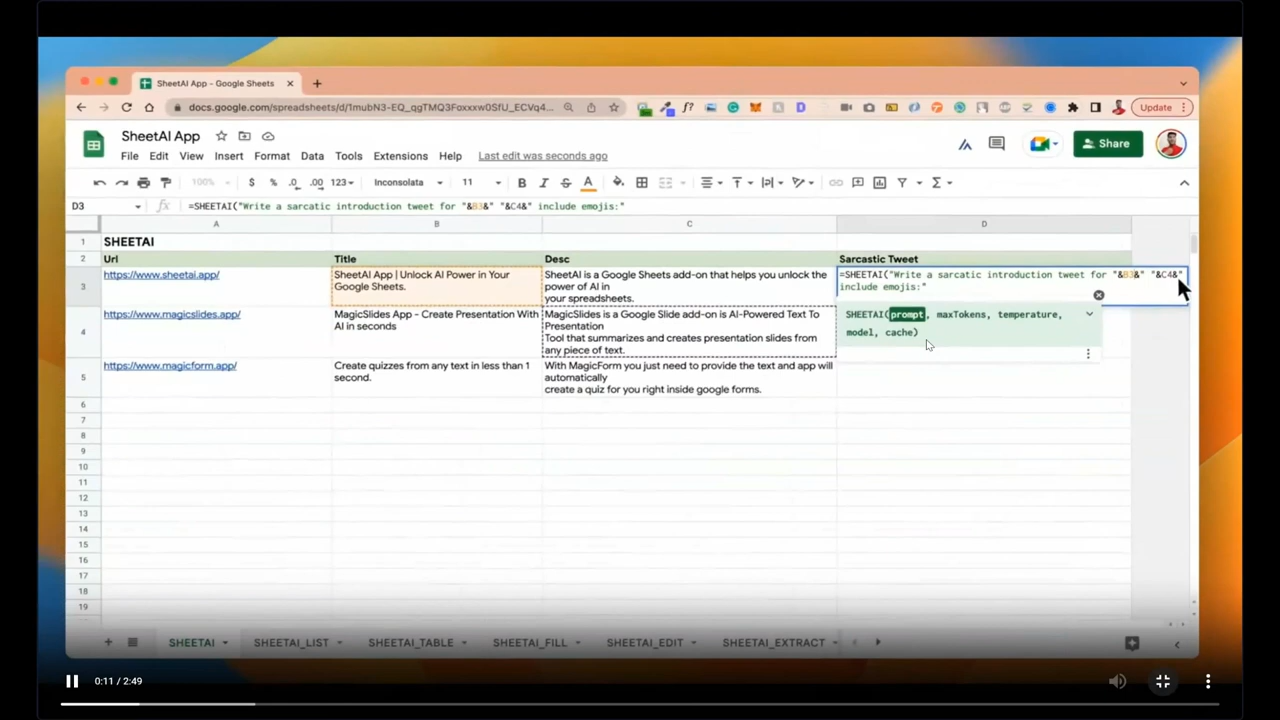 SheetAI App - Google Sheets
docs.google.com/spreadsheets/d/1mubN3-EQ_qgTMQ3Foxxxw0SfU_ECVq4...
Update
SheetAI App
File Edit View Insert Format Data Tools Extensions Help Last edit was seconds ago
Share
100% $ % .0 .00 123 Inconsolata 11 B I S A
D3 fx =SHEETAI("Write a sarcatic introduction tweet for "&B3&" "&C4&" include emojis:"
A B C D
1 SHEETAI
2 Url Title Desc Sarcastic Tweet
3 https://www.sheetai.app/
SheetAI App | Unlock AI Power in Your
Google Sheets.
SheetAI is a Google Sheets add-on that helps you unlock the
power of AI in
your spreadsheets.
=SHEETAI("Write a sarcatic introduction tweet for "&B3&" "&C4&"
include emojis:"
SHEETAI(prompt, maxTokens, temperature,
model, cache)
4 https://www.magicslides.app/
MagicSlides App - Create Presentation With
AI in seconds
MagicSlides is a Google Slide add-on is AI-Powered Text To
Presentation
Tool that summarizes and creates presentation slides from
any piece of text.
5 https://www.magicform.app/
Create quizzes from any text in less than 1
second.
With MagicForm you just need to provide the text and app will
automatically
create a quiz for you right inside google forms.
6
7
8
9
10
11
12
13
14
15
16
17
18
19
SHEETAI SHEETAI_LIST SHEETAI_TABLE SHEETAI_FILL SHEETAI_EDIT SHEETAI_EXTRACT
0:11 / 2:49